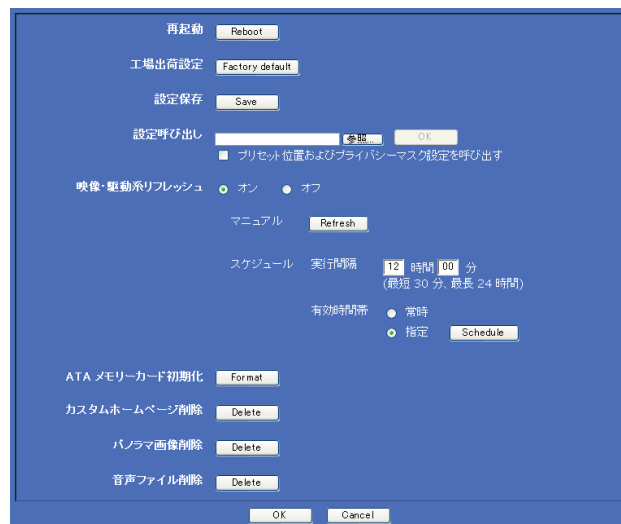 再起動 Reboot
工場出荷設定 Factory default
設定保存 Save
設定呼び出し 参照... OK
プリセット位置およびプライバシーマスク設定を呼び出す
映像・駆動系リフレッシュ オン オフ
マニュアル Refresh
スケジュール 実行間隔 12 時間 00 分
(最短 30 分、最長 24 時間)
有効時間帯 常時
指定 Schedule
ATA メモリーカード初期化 Format
カスタムホームページ削除 Delete
パノラマ画像削除 Delete
音声ファイル削除 Delete
OK Cancel